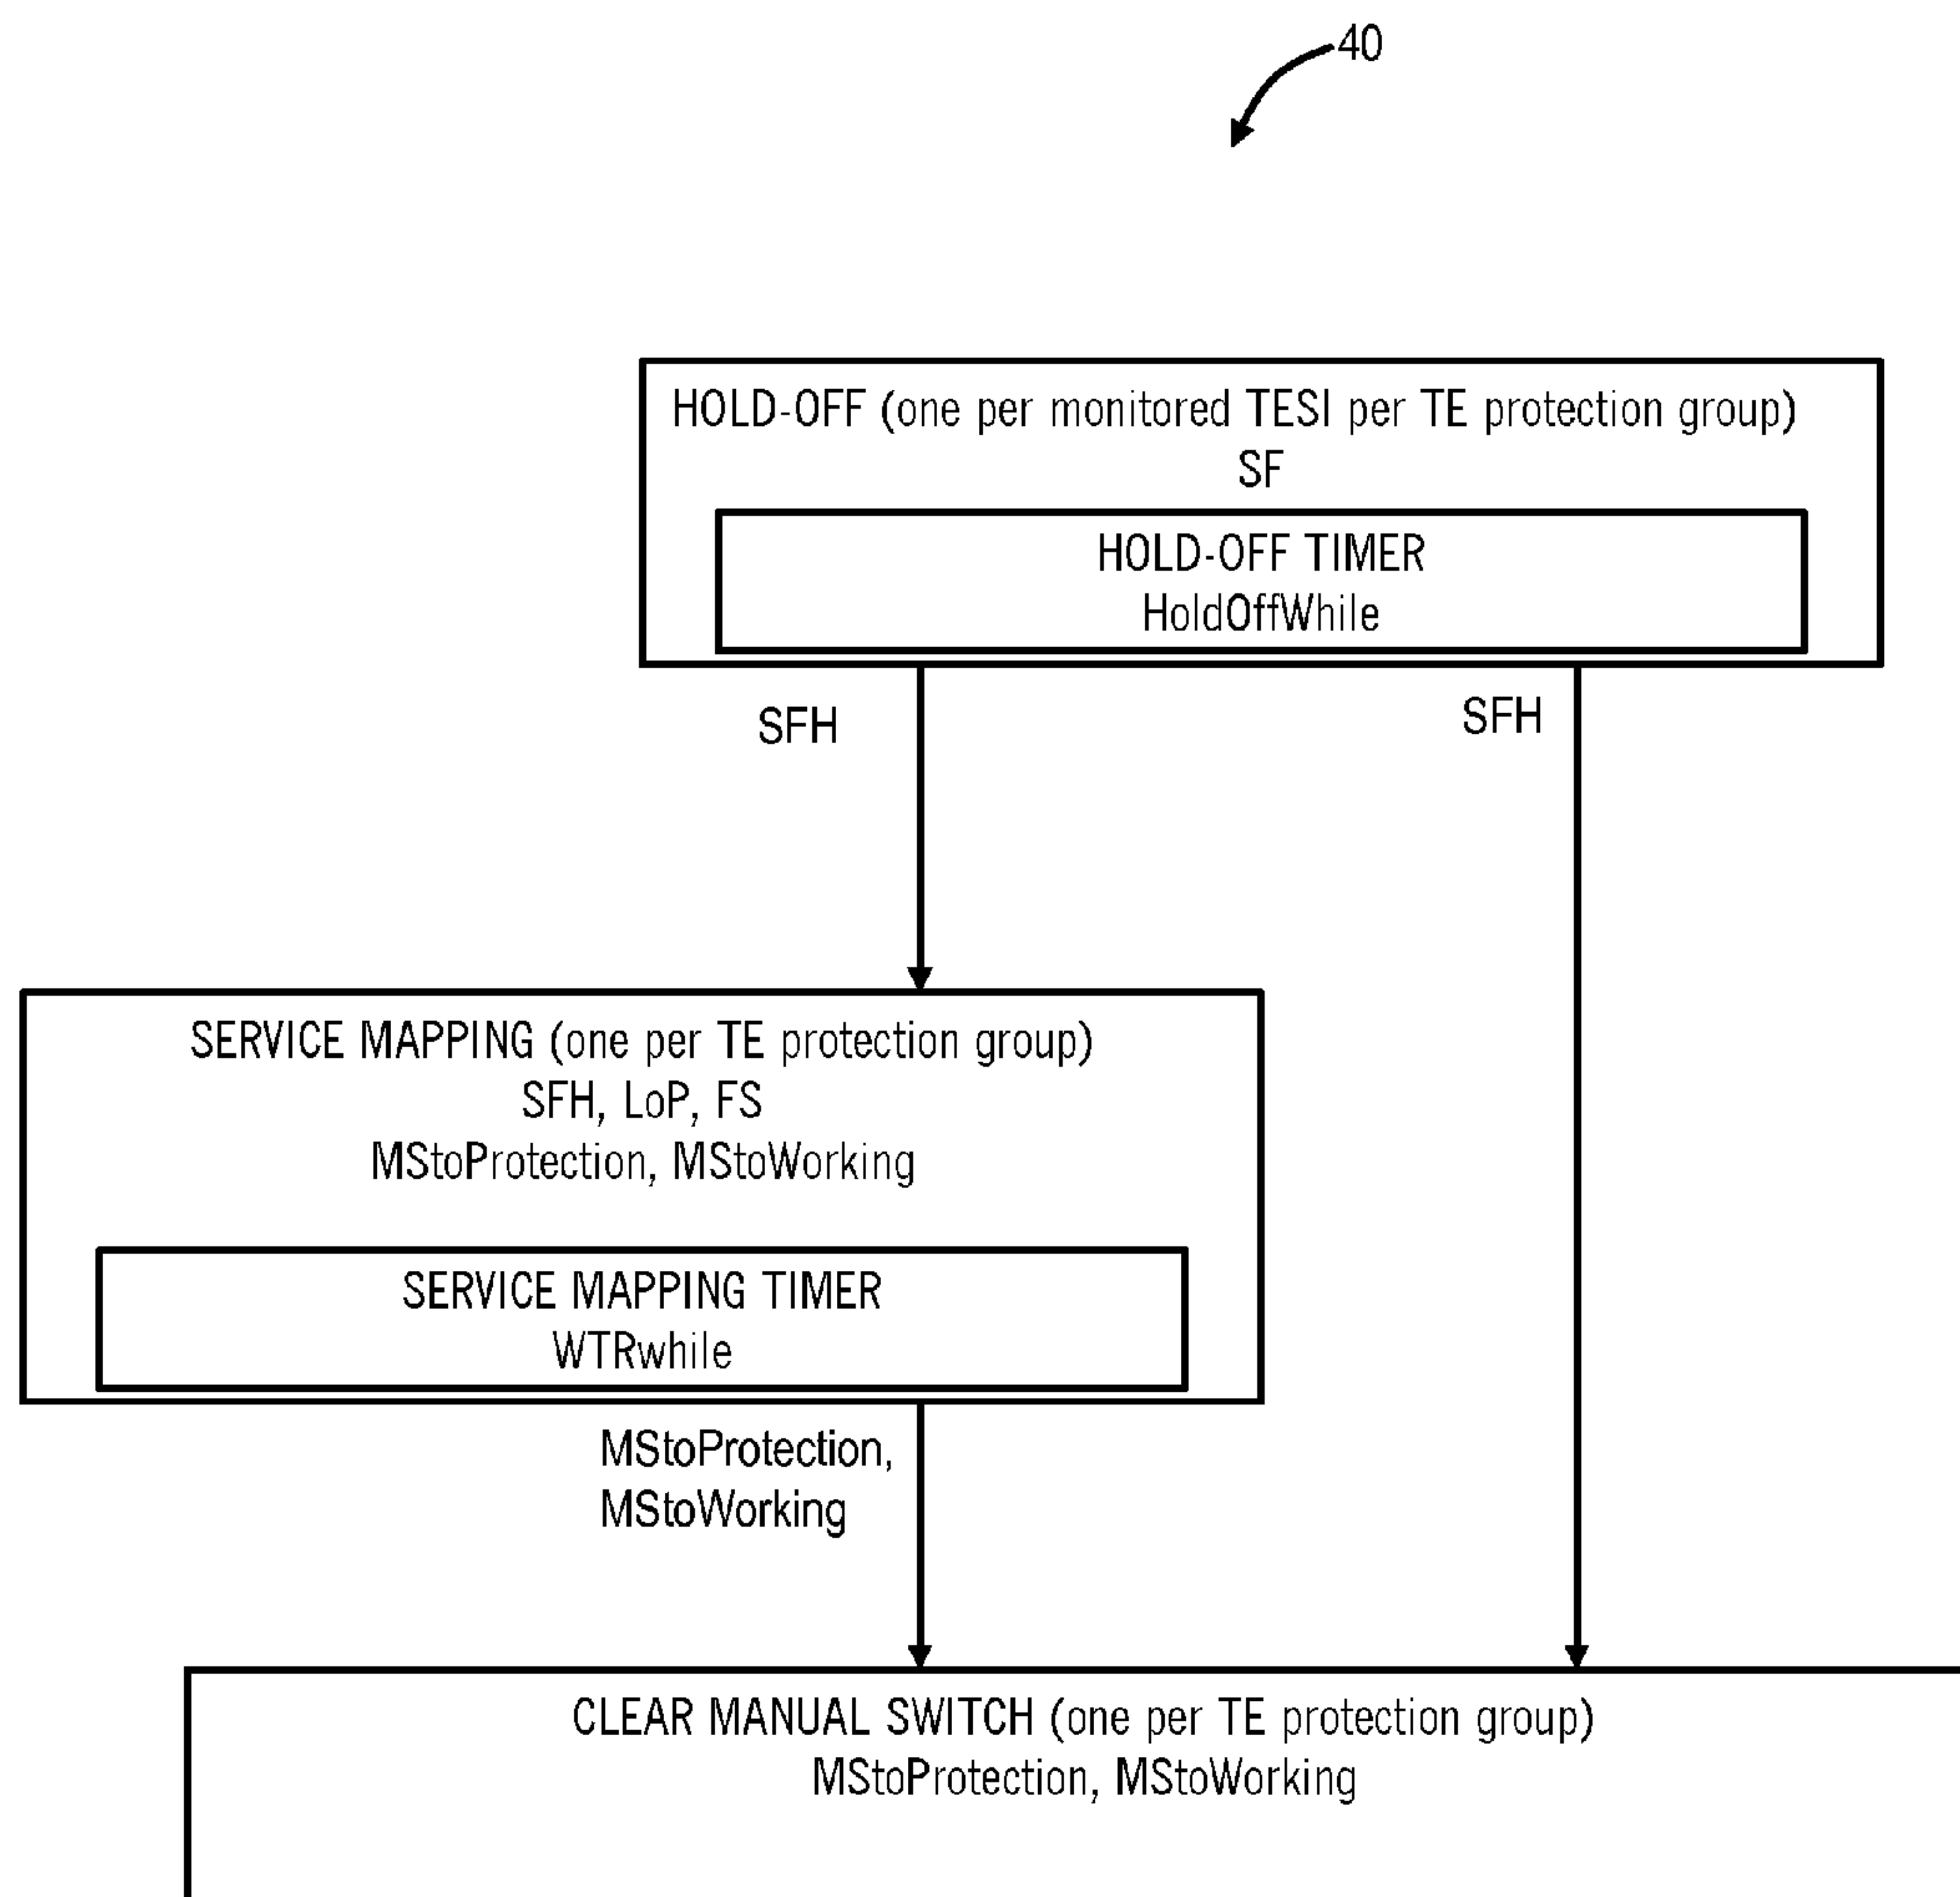 40
HOLD-OFF (one per monitored TESI per TE protection group)
SF
HOLD-OFF TIMER
HoldOffWhile
SFH
SFH
SERVICE MAPPING (one per TE protection group)
SFH, LoP, FS
MStoProtection, MStoWorking
SERVICE MAPPING TIMER
WTRwhile
MStoProtection,
MStoWorking
CLEAR MANUAL SWITCH (one per TE protection group)
MStoProtection, MStoWorking